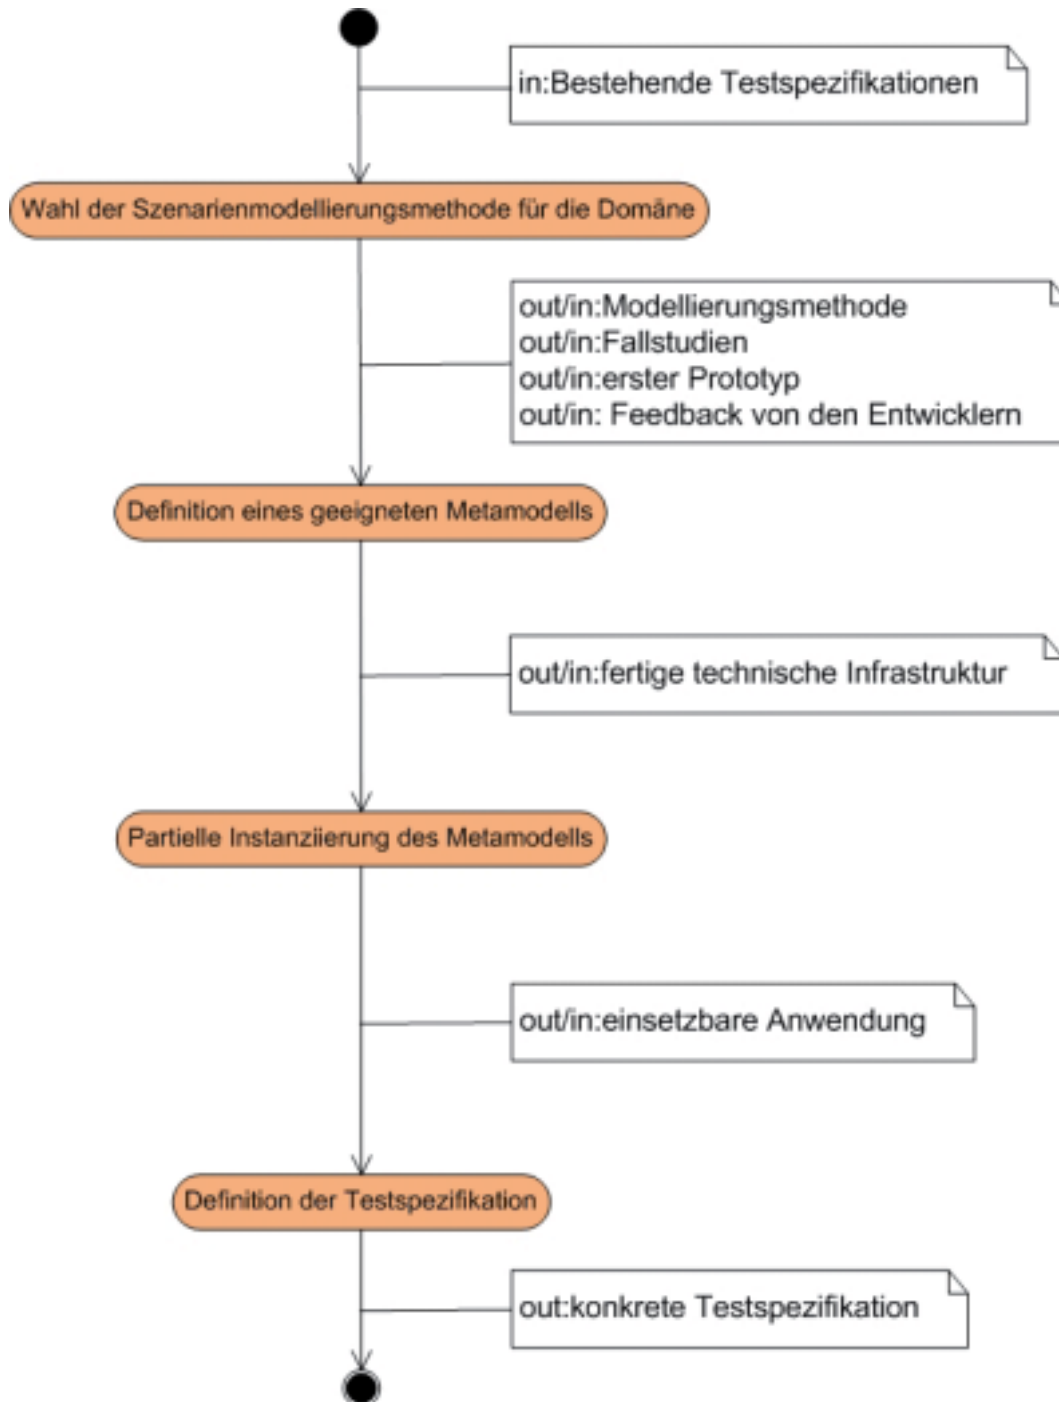 in:Bestehende Testspezifikationen
Wahl der Szenarienmodellierungsmethode für die Domäne
out/in:Modellierungsmethode
out/in:Fallstudien
out/in:erster Prototyp
out/in: Feedback von den Entwicklern
Definition eines geeigneten Metamodells
out/in:fertige technische Infrastruktur
Partielle Instanziierung des Metamodells
out/in:einsetzbare Anwendung
Definition der Testspezifikation
out:konkrete Testspezifikation